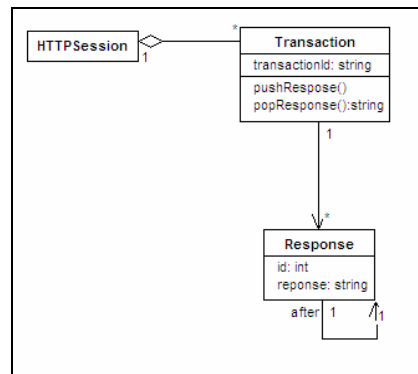 HTTPSession
1
*
Transaction
transactionId: string
pushRespose()
popResponse():string
1
*
Response
id: int
reponse: string
after 1
1